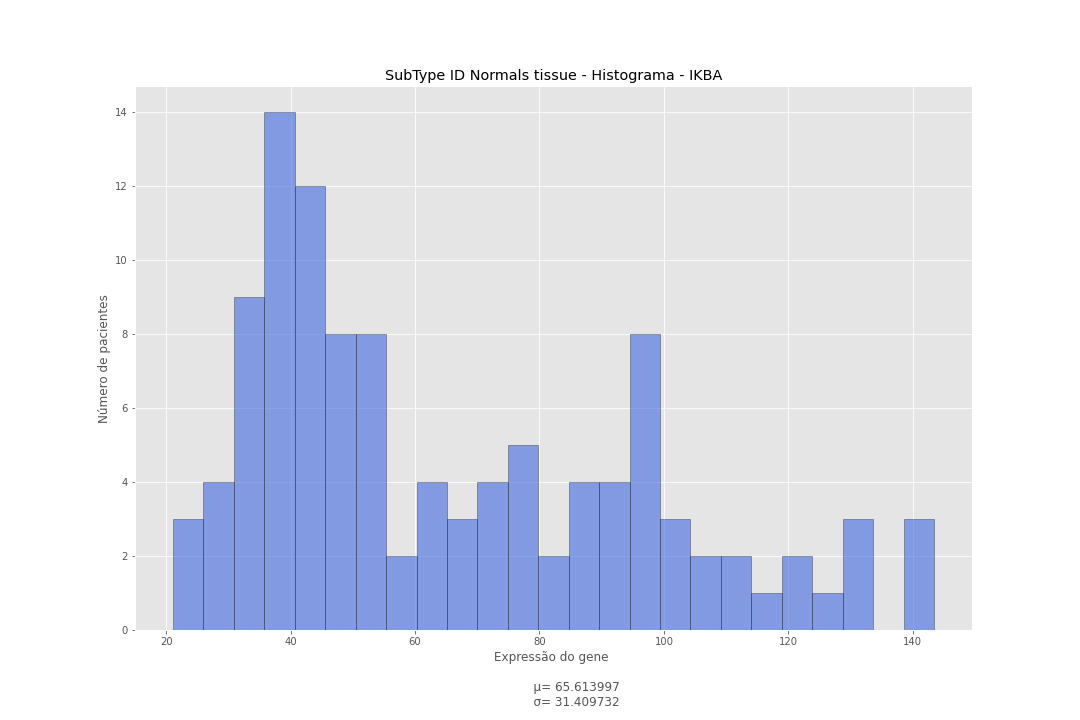 SubType ID Normals tissue - Histograma - IKBA
14
12
10
8
6
4
2
0
Número de pacientes
20 40 60 80 100 120 140
Expressão do gene
μ= 65.613997
σ= 31.409732